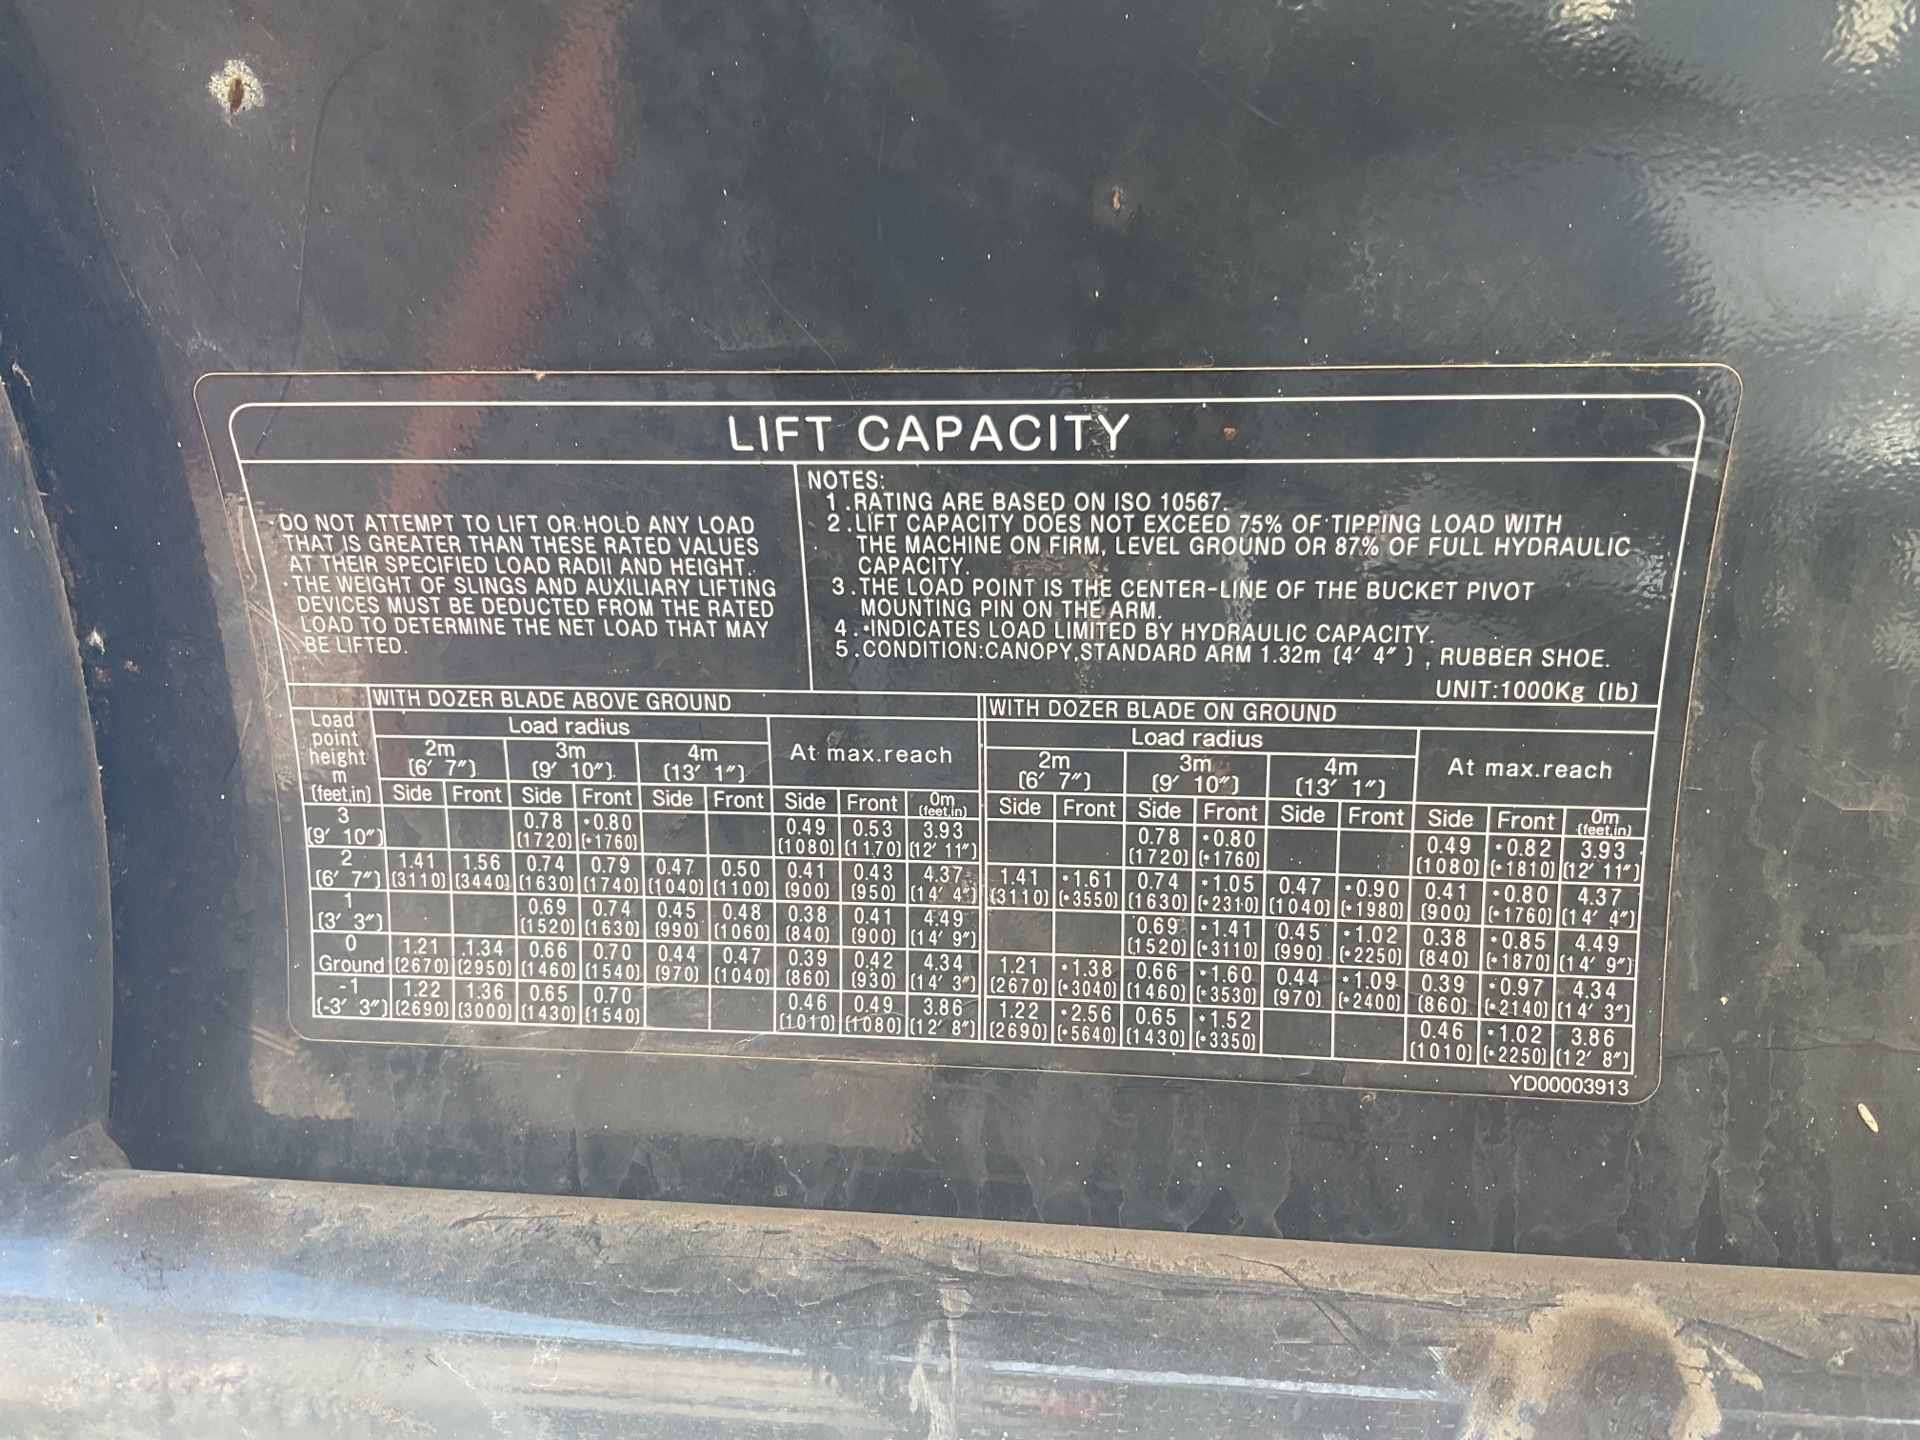 LIFT CAPACITY
·DO NOT ATTEMPT TO LIFT OR HOLD ANY LOAD
THAT IS GREATER THAN THESE RATED VALUES
AT THEIR SPECIFIED LOAD RADII AND HEIGHT.
·THE WEIGHT OF SLINGS AND AUXILIARY LIFTING
DEVICES MUST BE DEDUCTED FROM THE RATED
LOAD TO DETERMINE THE NET LOAD THAT MAY
BE LIFTED.
NOTES:
1.RATING ARE BASED ON ISO 10567.
2.LIFT CAPACITY DOES NOT EXCEED 75% OF TIPPING LOAD WITH
THE MACHINE ON FIRM, LEVEL GROUND OR 87% OF FULL HYDRAULIC
CAPACITY.
3.THE LOAD POINT IS THE CENTER-LINE OF THE BUCKET PIVOT
MOUNTING PIN ON THE ARM.
4.*INDICATES LOAD LIMITED BY HYDRAULIC CAPACITY.
5.CONDITION:CANOPY,STANDARD ARM 1.32m (4′ 4″), RUBBER SHOE.
UNIT:1000Kg (lb)
WITH DOZER BLADE ABOVE GROUND WITH DOZER BLADE ON GROUND
Load point height m (feet,in)
Load radius At max.reach Load radius At max.reach
2m 3m 4m 2m 3m 4m
(6′ 7″) (9′ 10″) (13′ 1″) (6′ 7″) (9′ 10″) (13′ 1″)
Side Front Side Front Side Front Side Front 0m (feet,in) Side Front Side Front Side Front Side Front 0m (feet,in)
3 0.78 *0.80 0.49 0.53 3.93 0.78 *0.80 0.49 *0.82 3.93
(9′ 10″) (1720) (*1760) (1080) (1170) (12′ 11″) (1720) (*1760) (1080) (*1810) (12′ 11″)
2 1.41 1.56 0.74 0.79 0.47 0.50 0.41 0.43 4.37 1.41 *1.61 0.74 *1.05 0.47 *0.90 0.41 *0.80 4.37
(6′ 7″) (3110) (3440) (1630) (1740) (1040) (1100) (900) (950) (14′ 4″) (3110) (*3550) (1630) (*2310) (1040) (*1980) (900) (*1760) (14′ 4″)
1 0.69 0.74 0.45 0.48 0.38 0.41 4.49 0.69 *1.41 0.45 *1.02 0.38 *0.85 4.49
(3′ 3″) (1520) (1630) (990) (1060) (840) (900) (14′ 9″) (1520) (*3110) (990) (*2250) (840) (*1870) (14′ 9″)
0 1.21 1.34 0.66 0.70 0.44 0.47 0.39 0.42 4.34 1.21 *1.38 0.66 *1.60 0.44 *1.09 0.39 *0.97 4.34
Ground (2670) (2950) (1460) (1540) (970) (1040) (860) (930) (14′ 3″) (2670) (*3040) (1460) (*3530) (970) (*2400) (860) (*2140) (14′ 3″)
-1 1.22 1.36 0.65 0.70 0.46 0.49 3.86 1.22 *2.56 0.65 *1.52 0.46 *1.02 3.86
(-3′ 3″) (2690) (3000) (1430) (1540) (1010) (1080) (12′ 8″) (2690) (*5640) (1430) (*3350) (1010) (*2250) (12′ 8″)
YD00003913